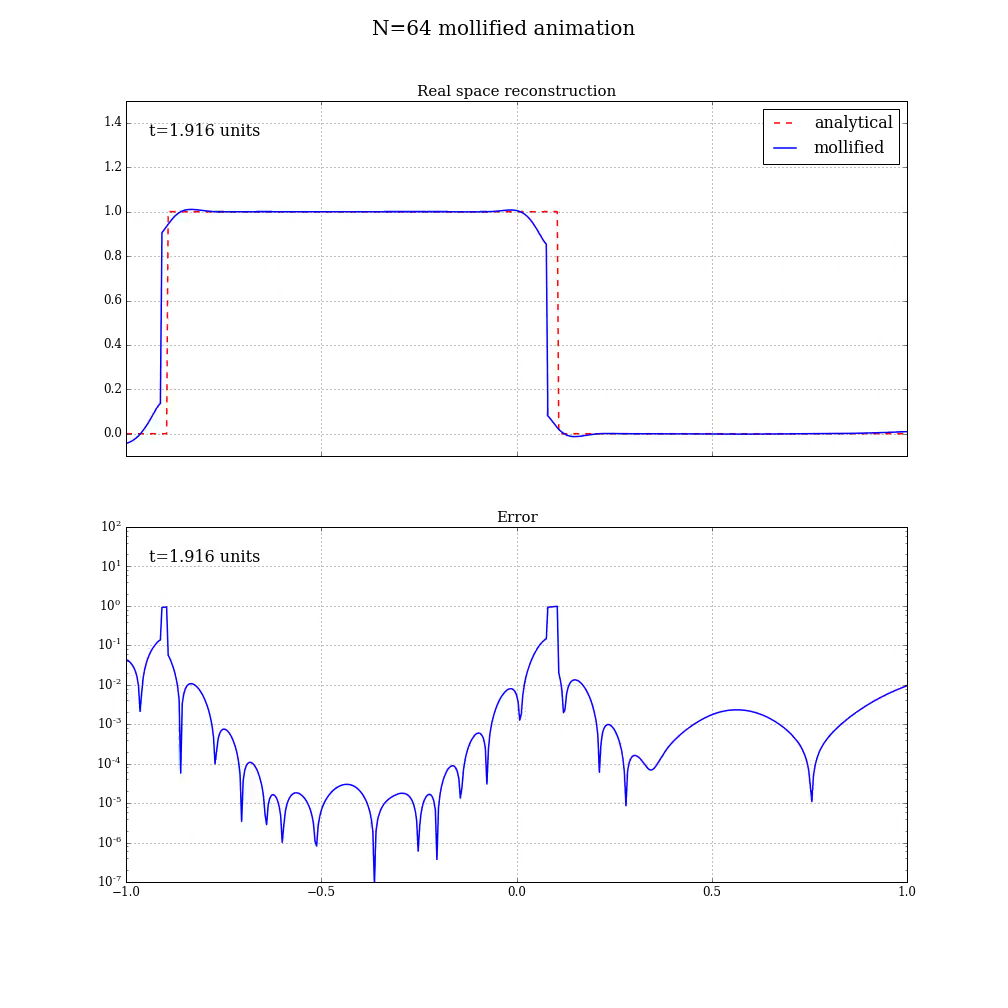 N=64 mollified animation
Real space reconstruction
t=1.916 units
analytical
mollified
1.4
1.2
1.0
0.8
0.6
0.4
0.2
0.0
Error
t=1.916 units
10²
10¹
10⁰
10⁻¹
10⁻²
10⁻³
10⁻⁴
10⁻⁵
10⁻⁶
10⁻⁷
−1.0 −0.5 0.0 0.5 1.0